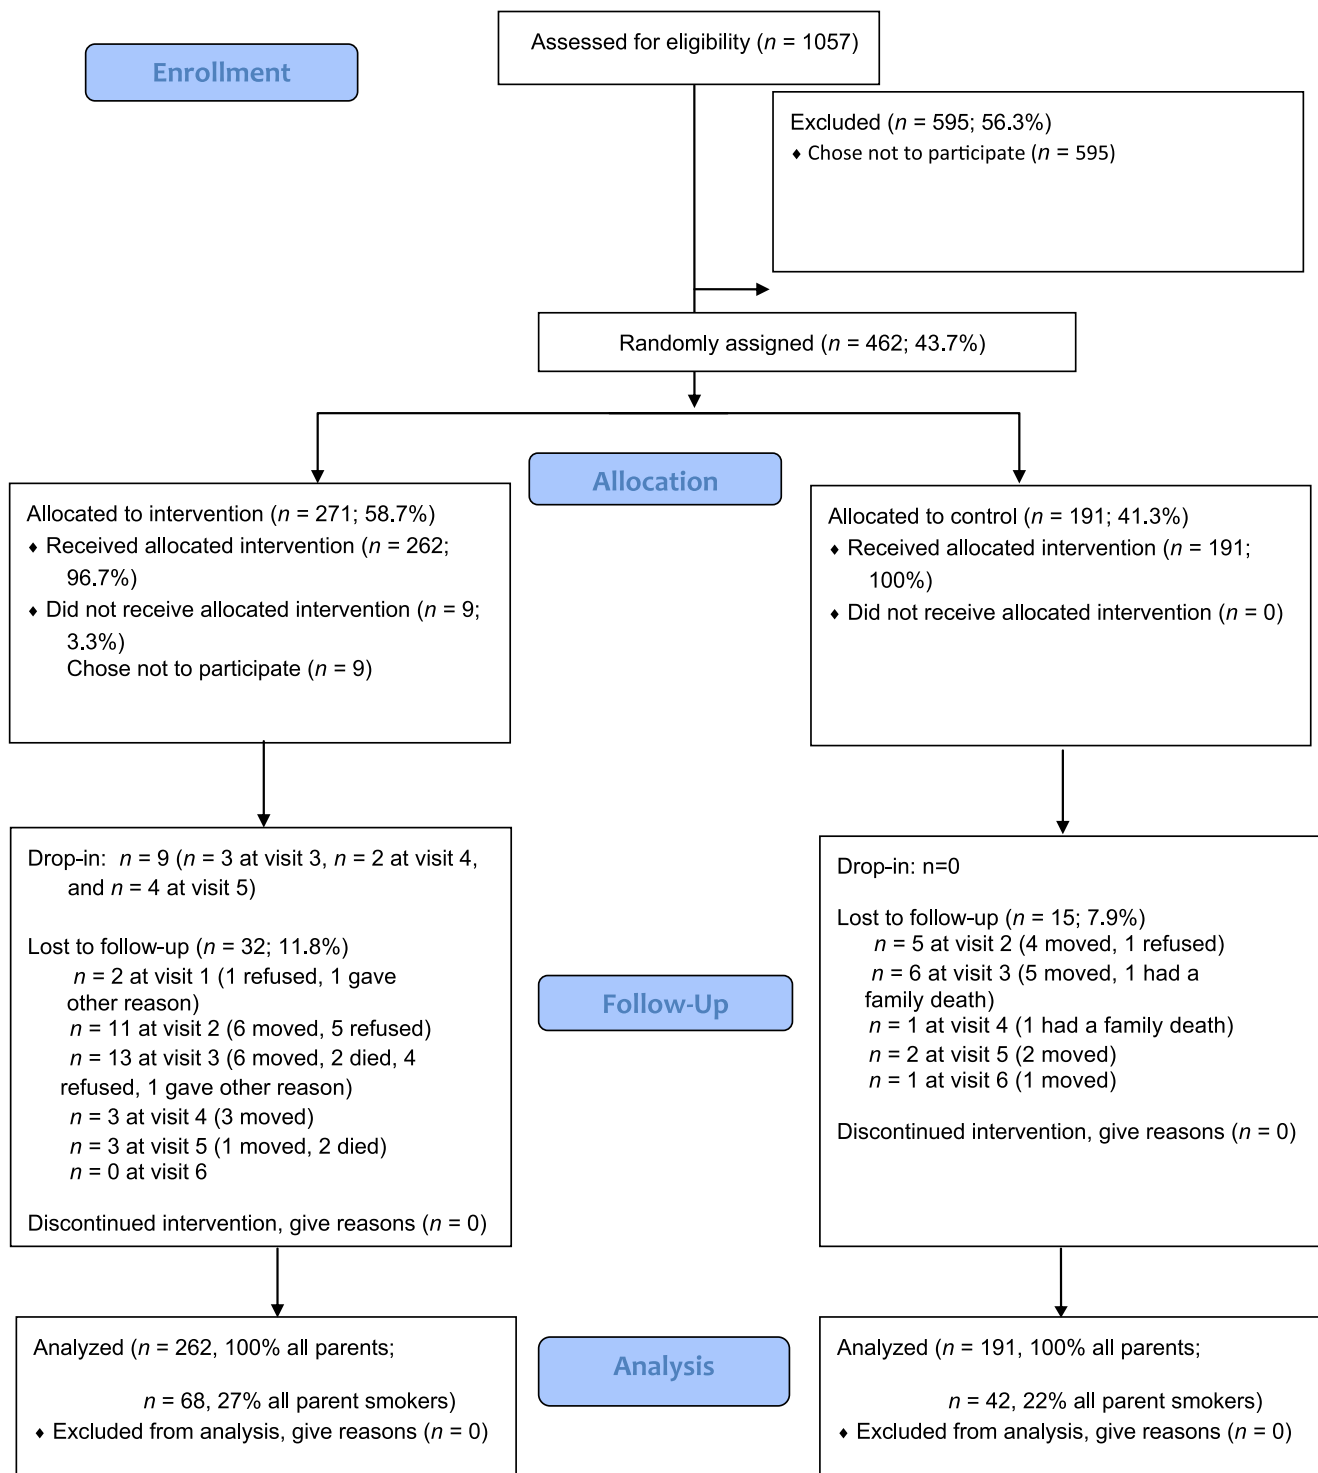 Assessed for eligibility (n = 1057)
Enrollment
Excluded (n = 595; 56.3%)
♦ Chose not to participate (n = 595)
Randomly assigned (n = 462; 43.7%)
Allocation
Allocated to intervention (n = 271; 58.7%)
♦ Received allocated intervention (n = 262;
96.7%)
♦ Did not receive allocated intervention (n = 9;
3.3%)
Chose not to participate (n = 9)
Allocated to control (n = 191; 41.3%)
♦ Received allocated intervention (n = 191;
100%)
♦ Did not receive allocated intervention (n = 0)
Drop-in:  n = 9 (n = 3 at visit 3, n = 2 at visit 4,
and n = 4 at visit 5)
Lost to follow-up (n = 32; 11.8%)
n = 2 at visit 1 (1 refused, 1 gave
other reason)
n = 11 at visit 2 (6 moved, 5 refused)
n = 13 at visit 3 (6 moved, 2 died, 4
refused, 1 gave other reason)
n = 3 at visit 4 (3 moved)
n = 3 at visit 5 (1 moved, 2 died)
n = 0 at visit 6
Discontinued intervention, give reasons (n = 0)
Follow-Up
Drop-in: n=0
Lost to follow-up (n = 15; 7.9%)
n = 5 at visit 2 (4 moved, 1 refused)
n = 6 at visit 3 (5 moved, 1 had a
family death)
n = 1 at visit 4 (1 had a family death)
n = 2 at visit 5 (2 moved)
n = 1 at visit 6 (1 moved)
Discontinued intervention, give reasons (n = 0)
Analyzed (n = 262, 100% all parents;
n = 68, 27% all parent smokers)
♦ Excluded from analysis, give reasons (n = 0)
Analysis
Analyzed (n = 191, 100% all parents;
n = 42, 22% all parent smokers)
♦ Excluded from analysis, give reasons (n = 0)